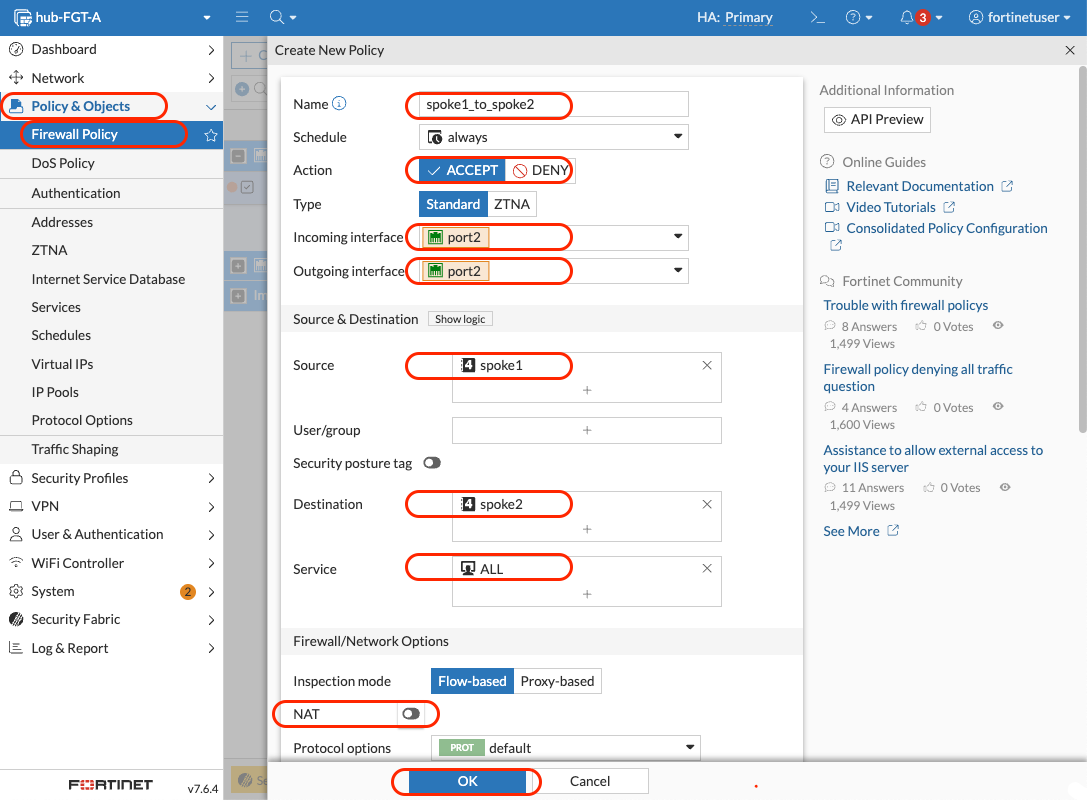 hub-FGT-A
HA: Primary
3
fortinetuser
Dashboard
Network
Policy & Objects
Firewall Policy
DoS Policy
Authentication
Addresses
ZTNA
Internet Service Database
Services
Schedules
Virtual IPs
IP Pools
Protocol Options
Traffic Shaping
Security Profiles
VPN
User & Authentication
WiFi Controller
System
2
Security Fabric
Log & Report
FORTINET
v7.6.4
Create New Policy
Name
spoke1_to_spoke2
Schedule
always
Action
ACCEPT
DENY
Type
Standard
ZTNA
Incoming interface
port2
Outgoing interface
port2
Source & Destination
Show logic
Source
4 spoke1
User/group
Security posture tag
Destination
4 spoke2
Service
ALL
Firewall/Network Options
Inspection mode
Flow-based
Proxy-based
NAT
Protocol options
PROT default
OK
Cancel
Additional Information
API Preview
Online Guides
Relevant Documentation
Video Tutorials
Consolidated Policy Configuration
Fortinet Community
Trouble with firewall policys
8 Answers 0 Votes
1,499 Views
Firewall policy denying all traffic
question
4 Answers 0 Votes
1,600 Views
Assistance to allow external access to
your IIS server
11 Answers 0 Votes
1,499 Views
See More